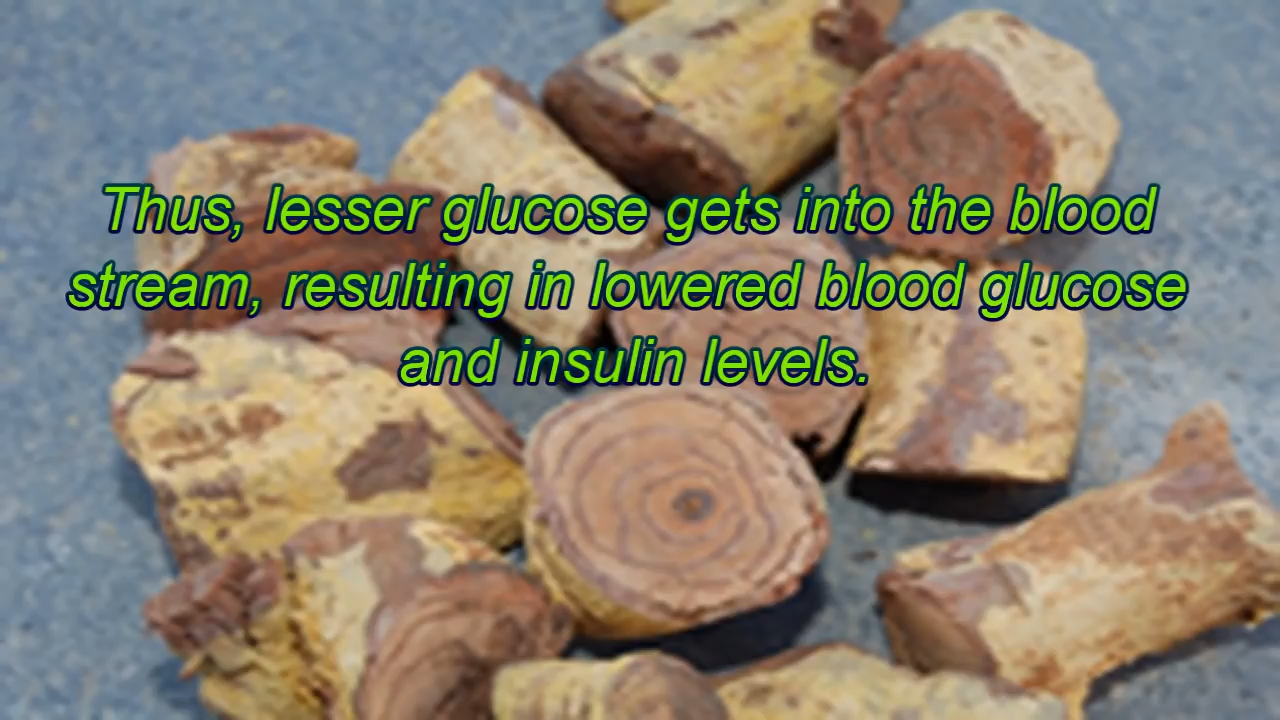 Thus, lesser glucose gets into the blood
stream, resulting in lowered blood glucose
and insulin levels.